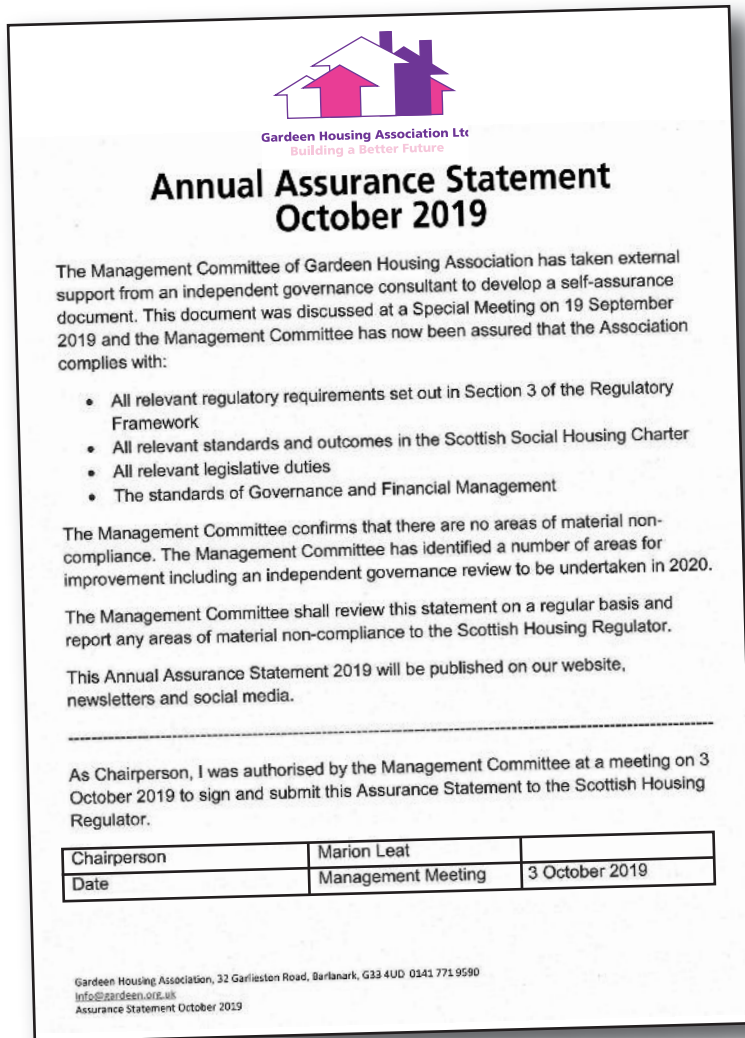 Gardeen Housing Association Ltd
Building a Better Future
Annual Assurance Statement
October 2019
The Management Committee of Gardeen Housing Association has taken external
support from an independent governance consultant to develop a self-assurance
document. This document was discussed at a Special Meeting on 19 September
2019 and the Management Committee has now been assured that the Association
complies with:
• All relevant regulatory requirements set out in Section 3 of the Regulatory
Framework
• All relevant standards and outcomes in the Scottish Social Housing Charter
• All relevant legislative duties
• The standards of Governance and Financial Management
The Management Committee confirms that there are no areas of material non-
compliance. The Management Committee has identified a number of areas for
improvement including an independent governance review to be undertaken in 2020.
The Management Committee shall review this statement on a regular basis and
report any areas of material non-compliance to the Scottish Housing Regulator.
This Annual Assurance Statement 2019 will be published on our website,
newsletters and social media.
As Chairperson, I was authorised by the Management Committee at a meeting on 3
October 2019 to sign and submit this Assurance Statement to the Scottish Housing
Regulator.
Chairperson Marion Leat
Date Management Meeting 3 October 2019
Gardeen Housing Association, 32 Garlieston Road, Barlanark, G33 4UD 0141 771 9590
Info@gardeen.org.uk
Assurance Statement October 2019